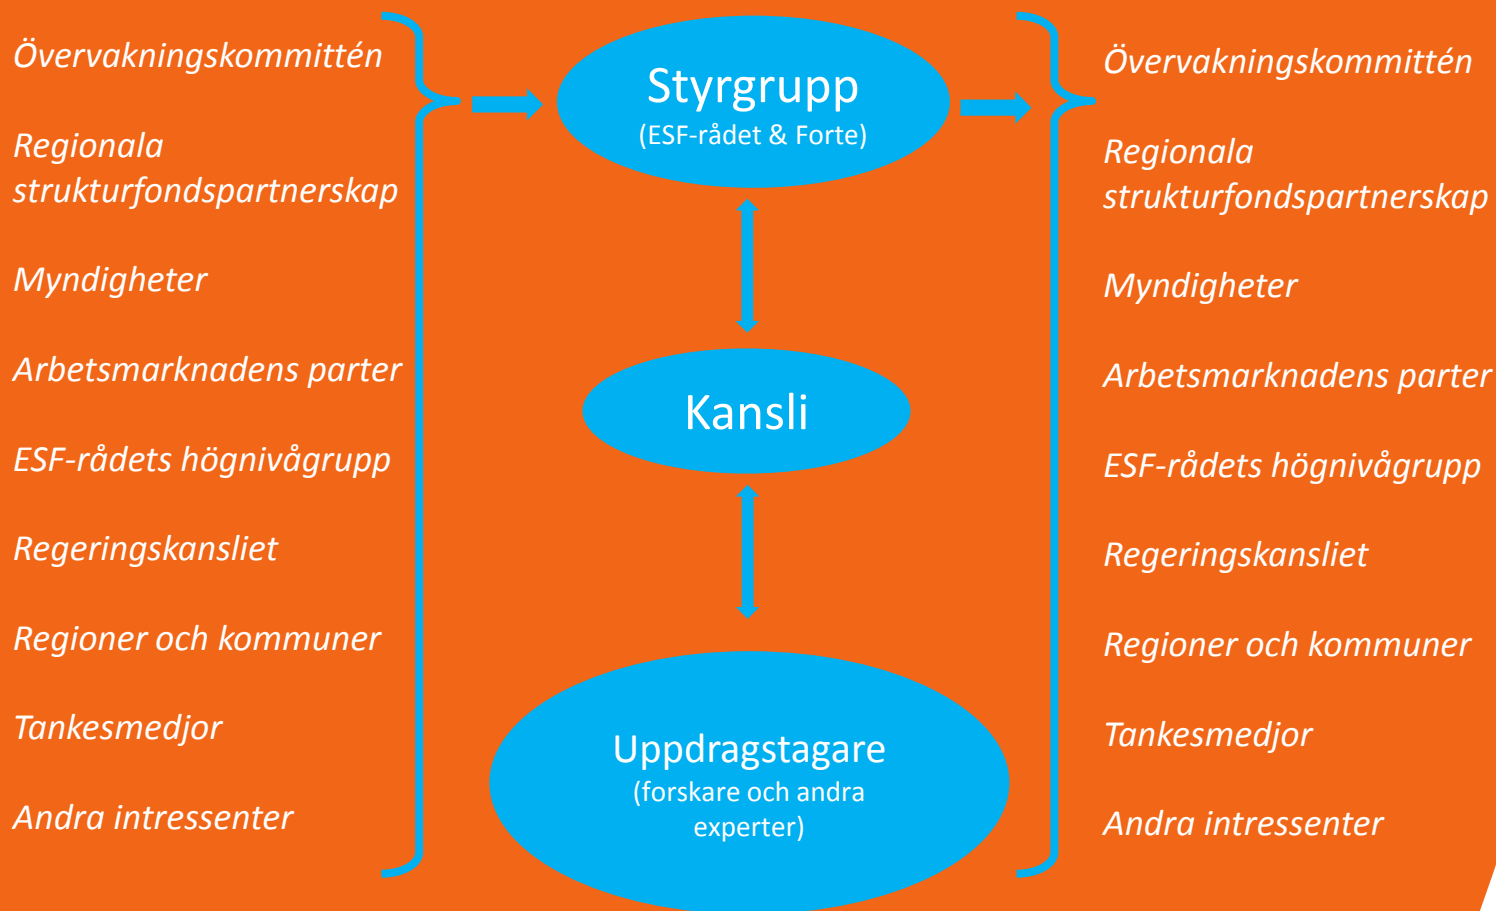 Övervakningskommittén
Regionala
strukturfondspartnerskap
Myndigheter
Arbetsmarknadens parter
ESF-rådets högnivågrupp
Regeringskansliet
Regioner och kommuner
Tankesmedjor
Andra intressenter
Styrgrupp
(ESF-rådet & Forte)
Kansli
Uppdragstagare
(forskare och andra
experter)
Övervakningskommittén
Regionala
strukturfondspartnerskap
Myndigheter
Arbetsmarknadens parter
ESF-rådets högnivågrupp
Regeringskansliet
Regioner och kommuner
Tankesmedjor
Andra intressenter